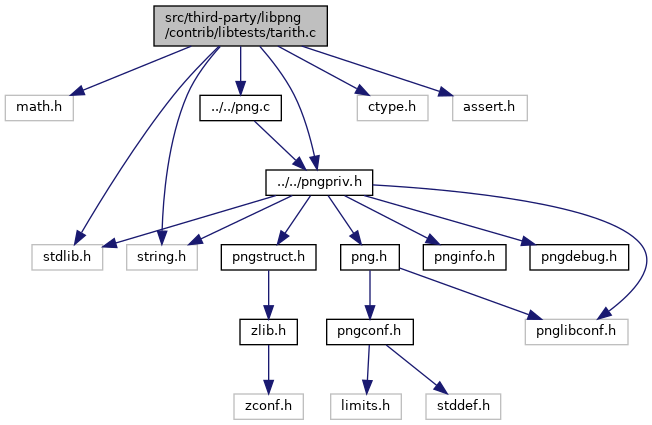 src/third-party/libpng
/contrib/libtests/tarith.c
math.h
../../png.c
ctype.h
assert.h
../../pngpriv.h
stdlib.h
string.h
pngstruct.h
png.h
pnginfo.h
pngdebug.h
zlib.h
pngconf.h
pnglibconf.h
zconf.h
limits.h
stddef.h